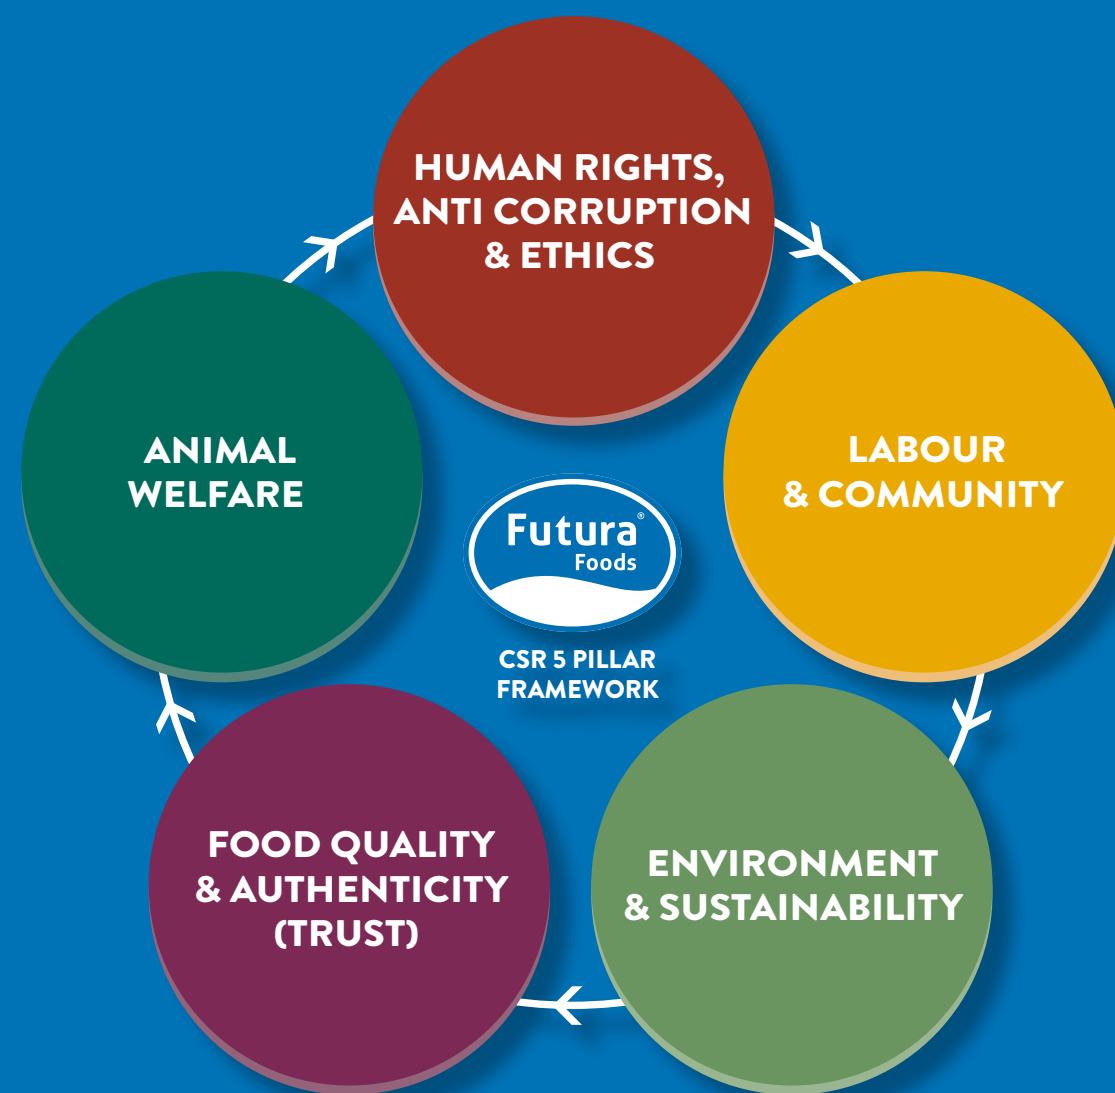 HUMAN RIGHTS,
ANTI CORRUPTION
& ETHICS
LABOUR
& COMMUNITY
ENVIRONMENT
& SUSTAINABILITY
FOOD QUALITY
& AUTHENTICITY
(TRUST)
ANIMAL
WELFARE
Futura®
Foods
CSR 5 PILLAR
FRAMEWORK